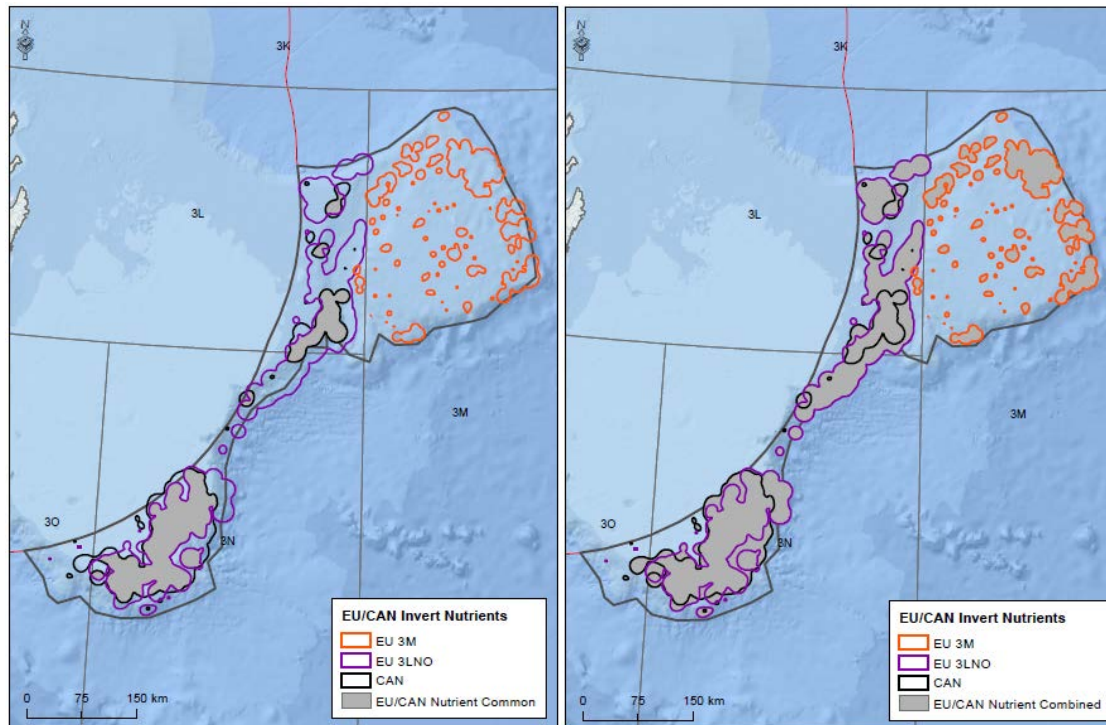 N
3K
3L
3M
3O
3N
EU/CAN Invert Nutrients
EU 3M
EU 3LNO
CAN
EU/CAN Nutrient Common
0 75 150 km
N
3K
3L
3M
3O
3N
EU/CAN Invert Nutrients
EU 3M
EU 3LNO
CAN
EU/CAN Nutrient Combined
0 75 150 km